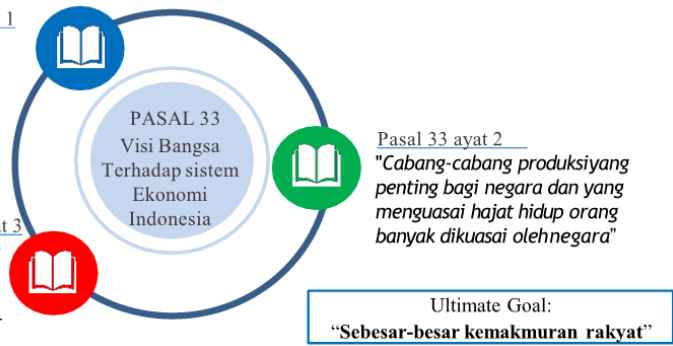 1
PASAL 33
Visi Bangsa
Terhadap sistem
Ekonomi
Indonesia
Pasal 33 ayat 2
"Cabang-cabang produksiyang
penting bagi negara dan yang
menguasai hajat hidup orang
banyak dikuasai olehnegara"
t 3
.
Ultimate Goal:
“Sebesar-besar kemakmuran rakyat”